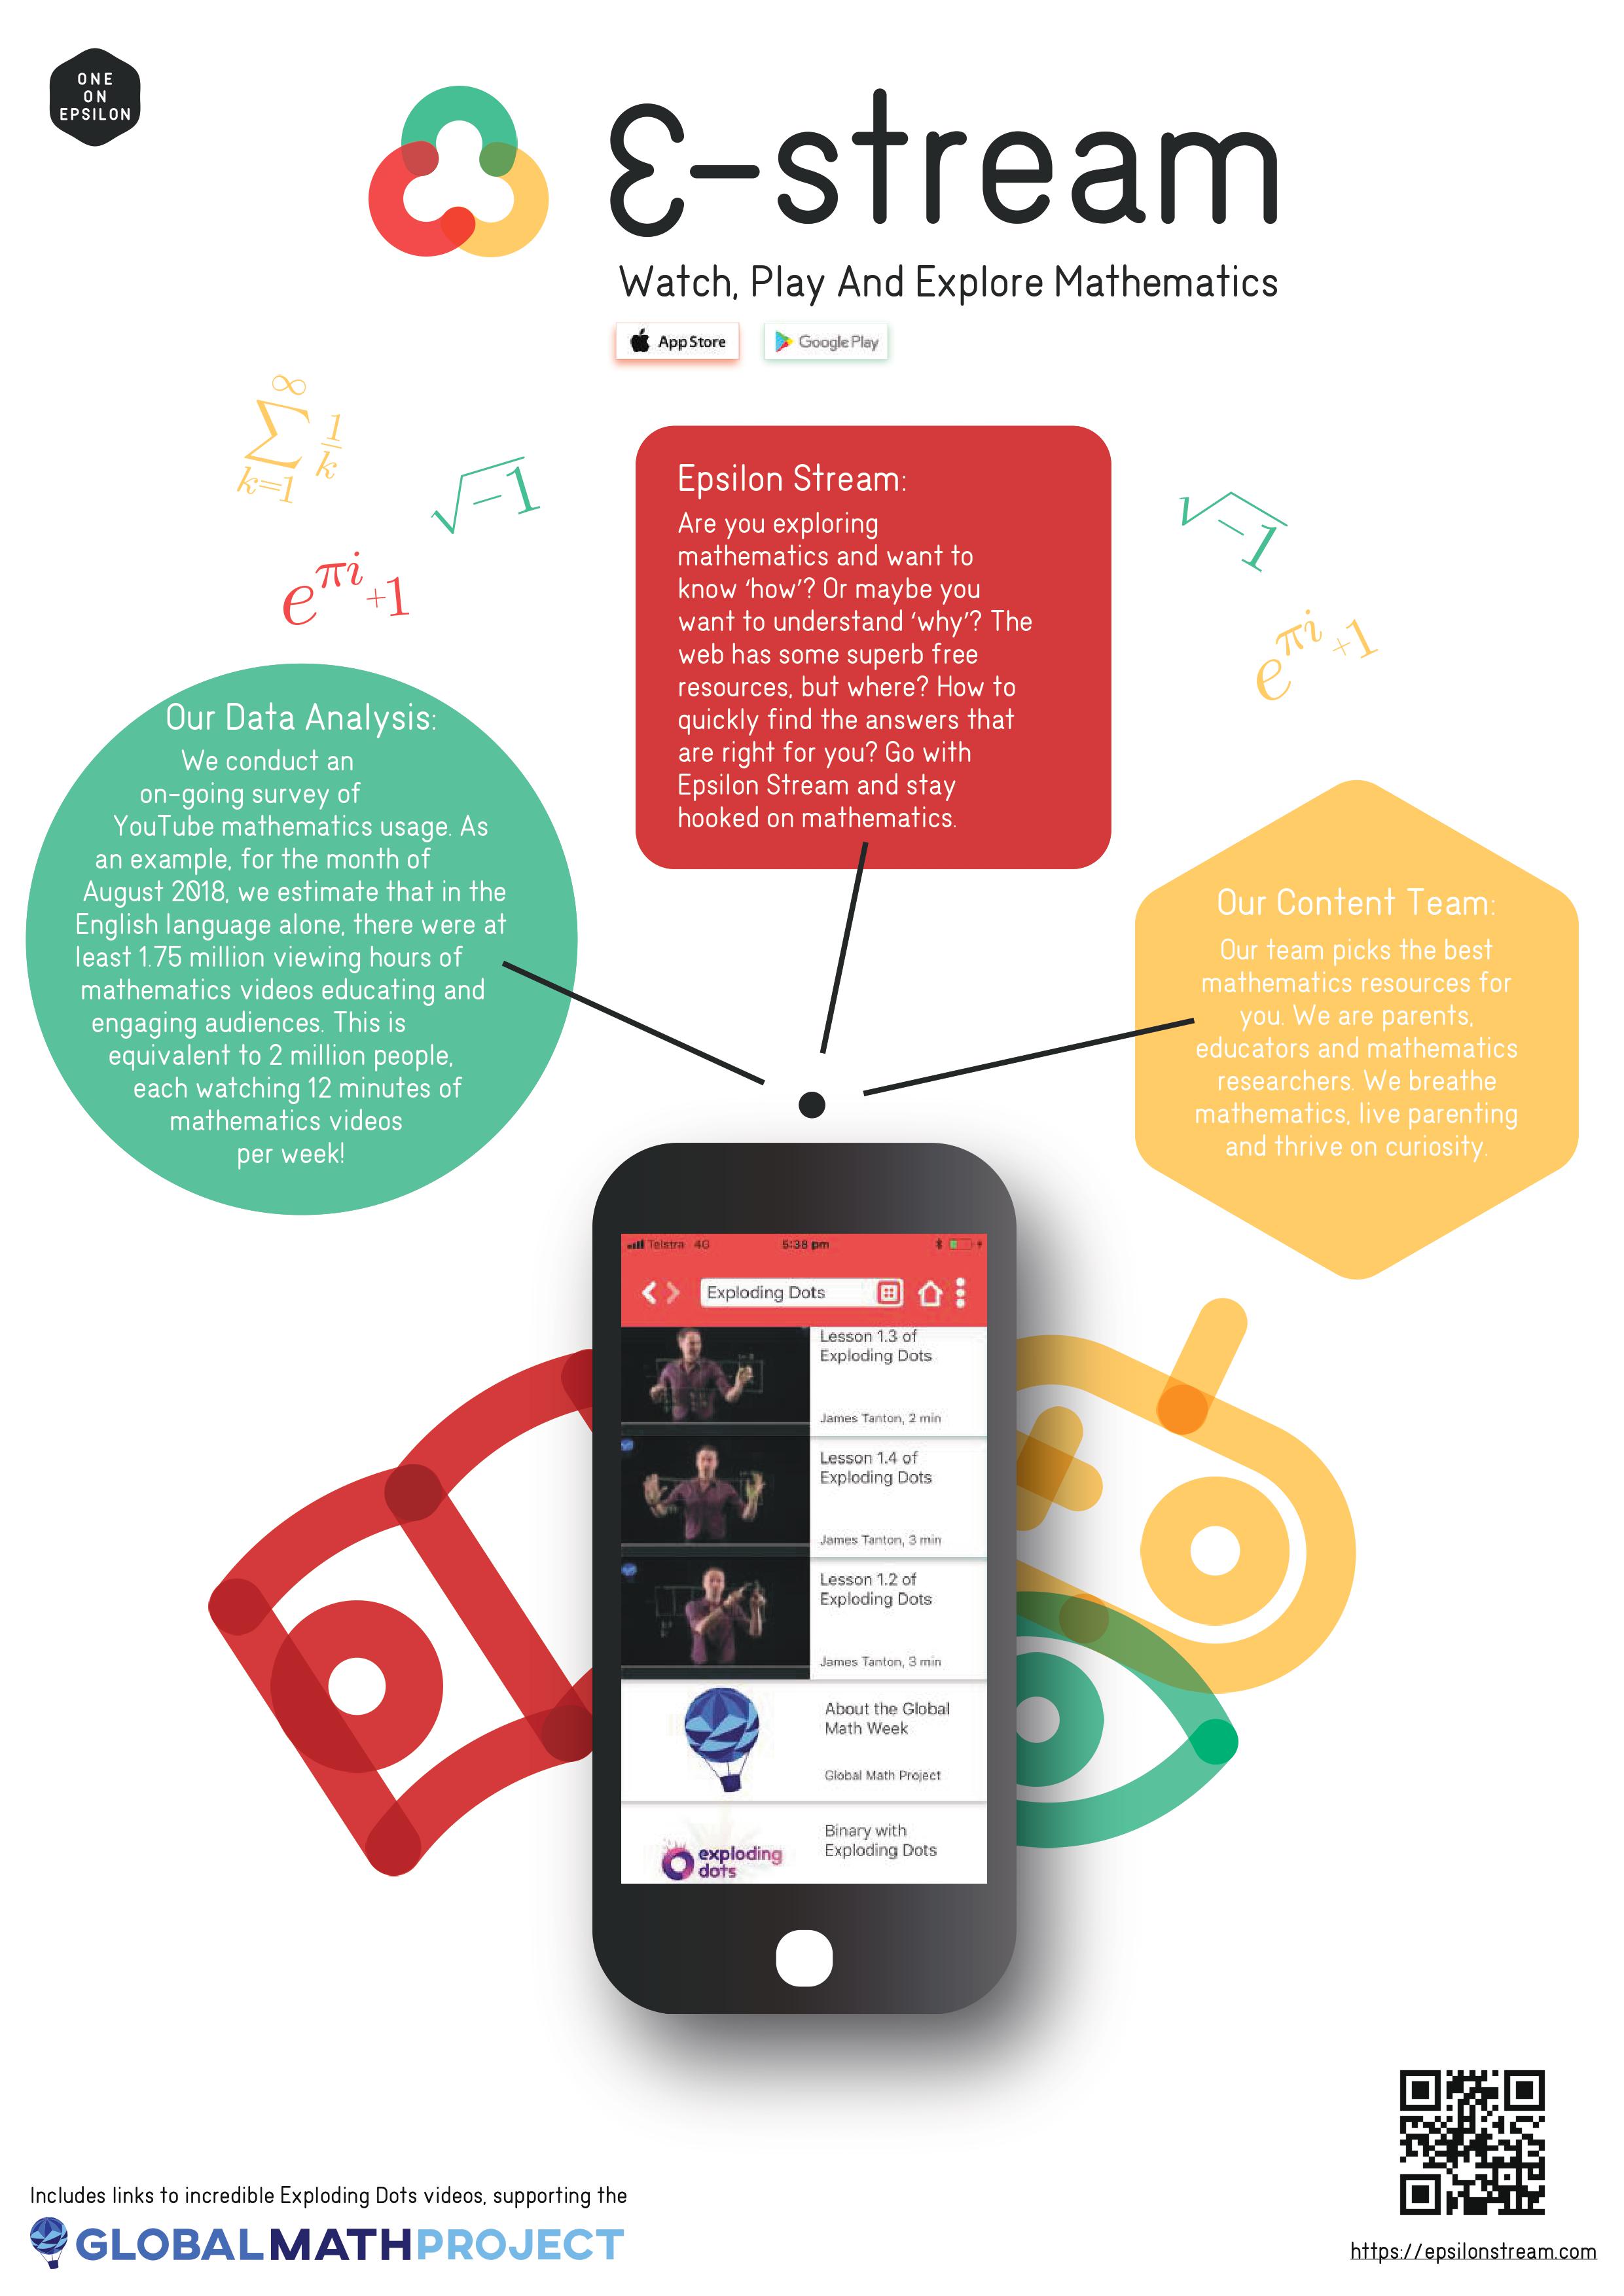 ONE
ON
EPSILON
ε-stream
Watch, Play And Explore Mathematics
App Store
Google Play
∞
∑ 1/k
k=1
√-1
e^πi +1
√-1
e^πi +1
Epsilon Stream:
Are you exploring
mathematics and want to
know ‘how’? Or maybe you
want to understand ‘why’? The
web has some superb free
resources, but where? How to
quickly find the answers that
are right for you? Go with
Epsilon Stream and stay
hooked on mathematics.
Our Data Analysis:
We conduct an
on-going survey of
YouTube mathematics usage. As
an example, for the month of
August 2018, we estimate that in the
English language alone, there were at
least 1.75 million viewing hours of
mathematics videos educating and
engaging audiences. This is
equivalent to 2 million people,
each watching 12 minutes of
mathematics videos
per week!
Our Content Team:
Our team picks the best
mathematics resources for
you. We are parents,
educators and mathematics
researchers. We breathe
mathematics, live parenting
and thrive on curiosity.
Telstra 4G 5:38 pm
Exploding Dots
Lesson 1.3 of
Exploding Dots
James Tanton, 2 min
Lesson 1.4 of
Exploding Dots
James Tanton, 3 min
Lesson 1.2 of
Exploding Dots
James Tanton, 3 min
About the Global
Math Week
Global Math Project
exploding
dots
Binary with
Exploding Dots
Includes links to incredible Exploding Dots videos, supporting the
GLOBALMATHPROJECT
https://epsilonstream.com